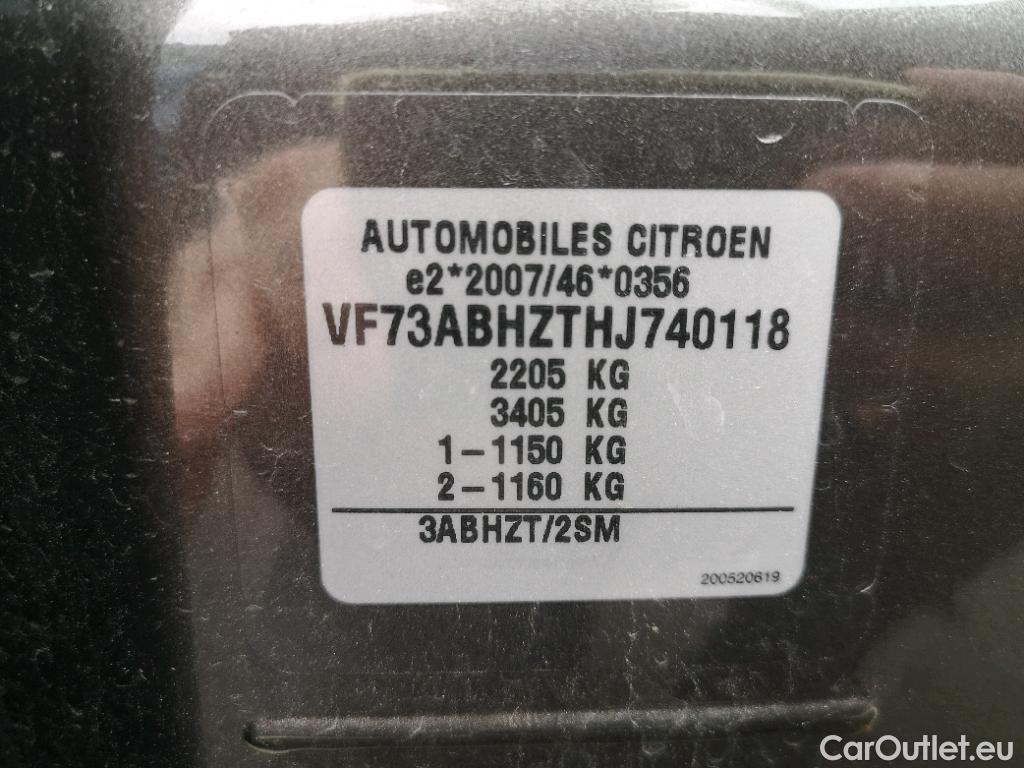 AUTOMOBILES CITROEN
e2*2007/46*0356
VF73ABHZTHJ740118
2205 KG
3405 KG
1-1150 KG
2-1160 KG
3ABHZT/2SM
200520619
CarOutlet.eu